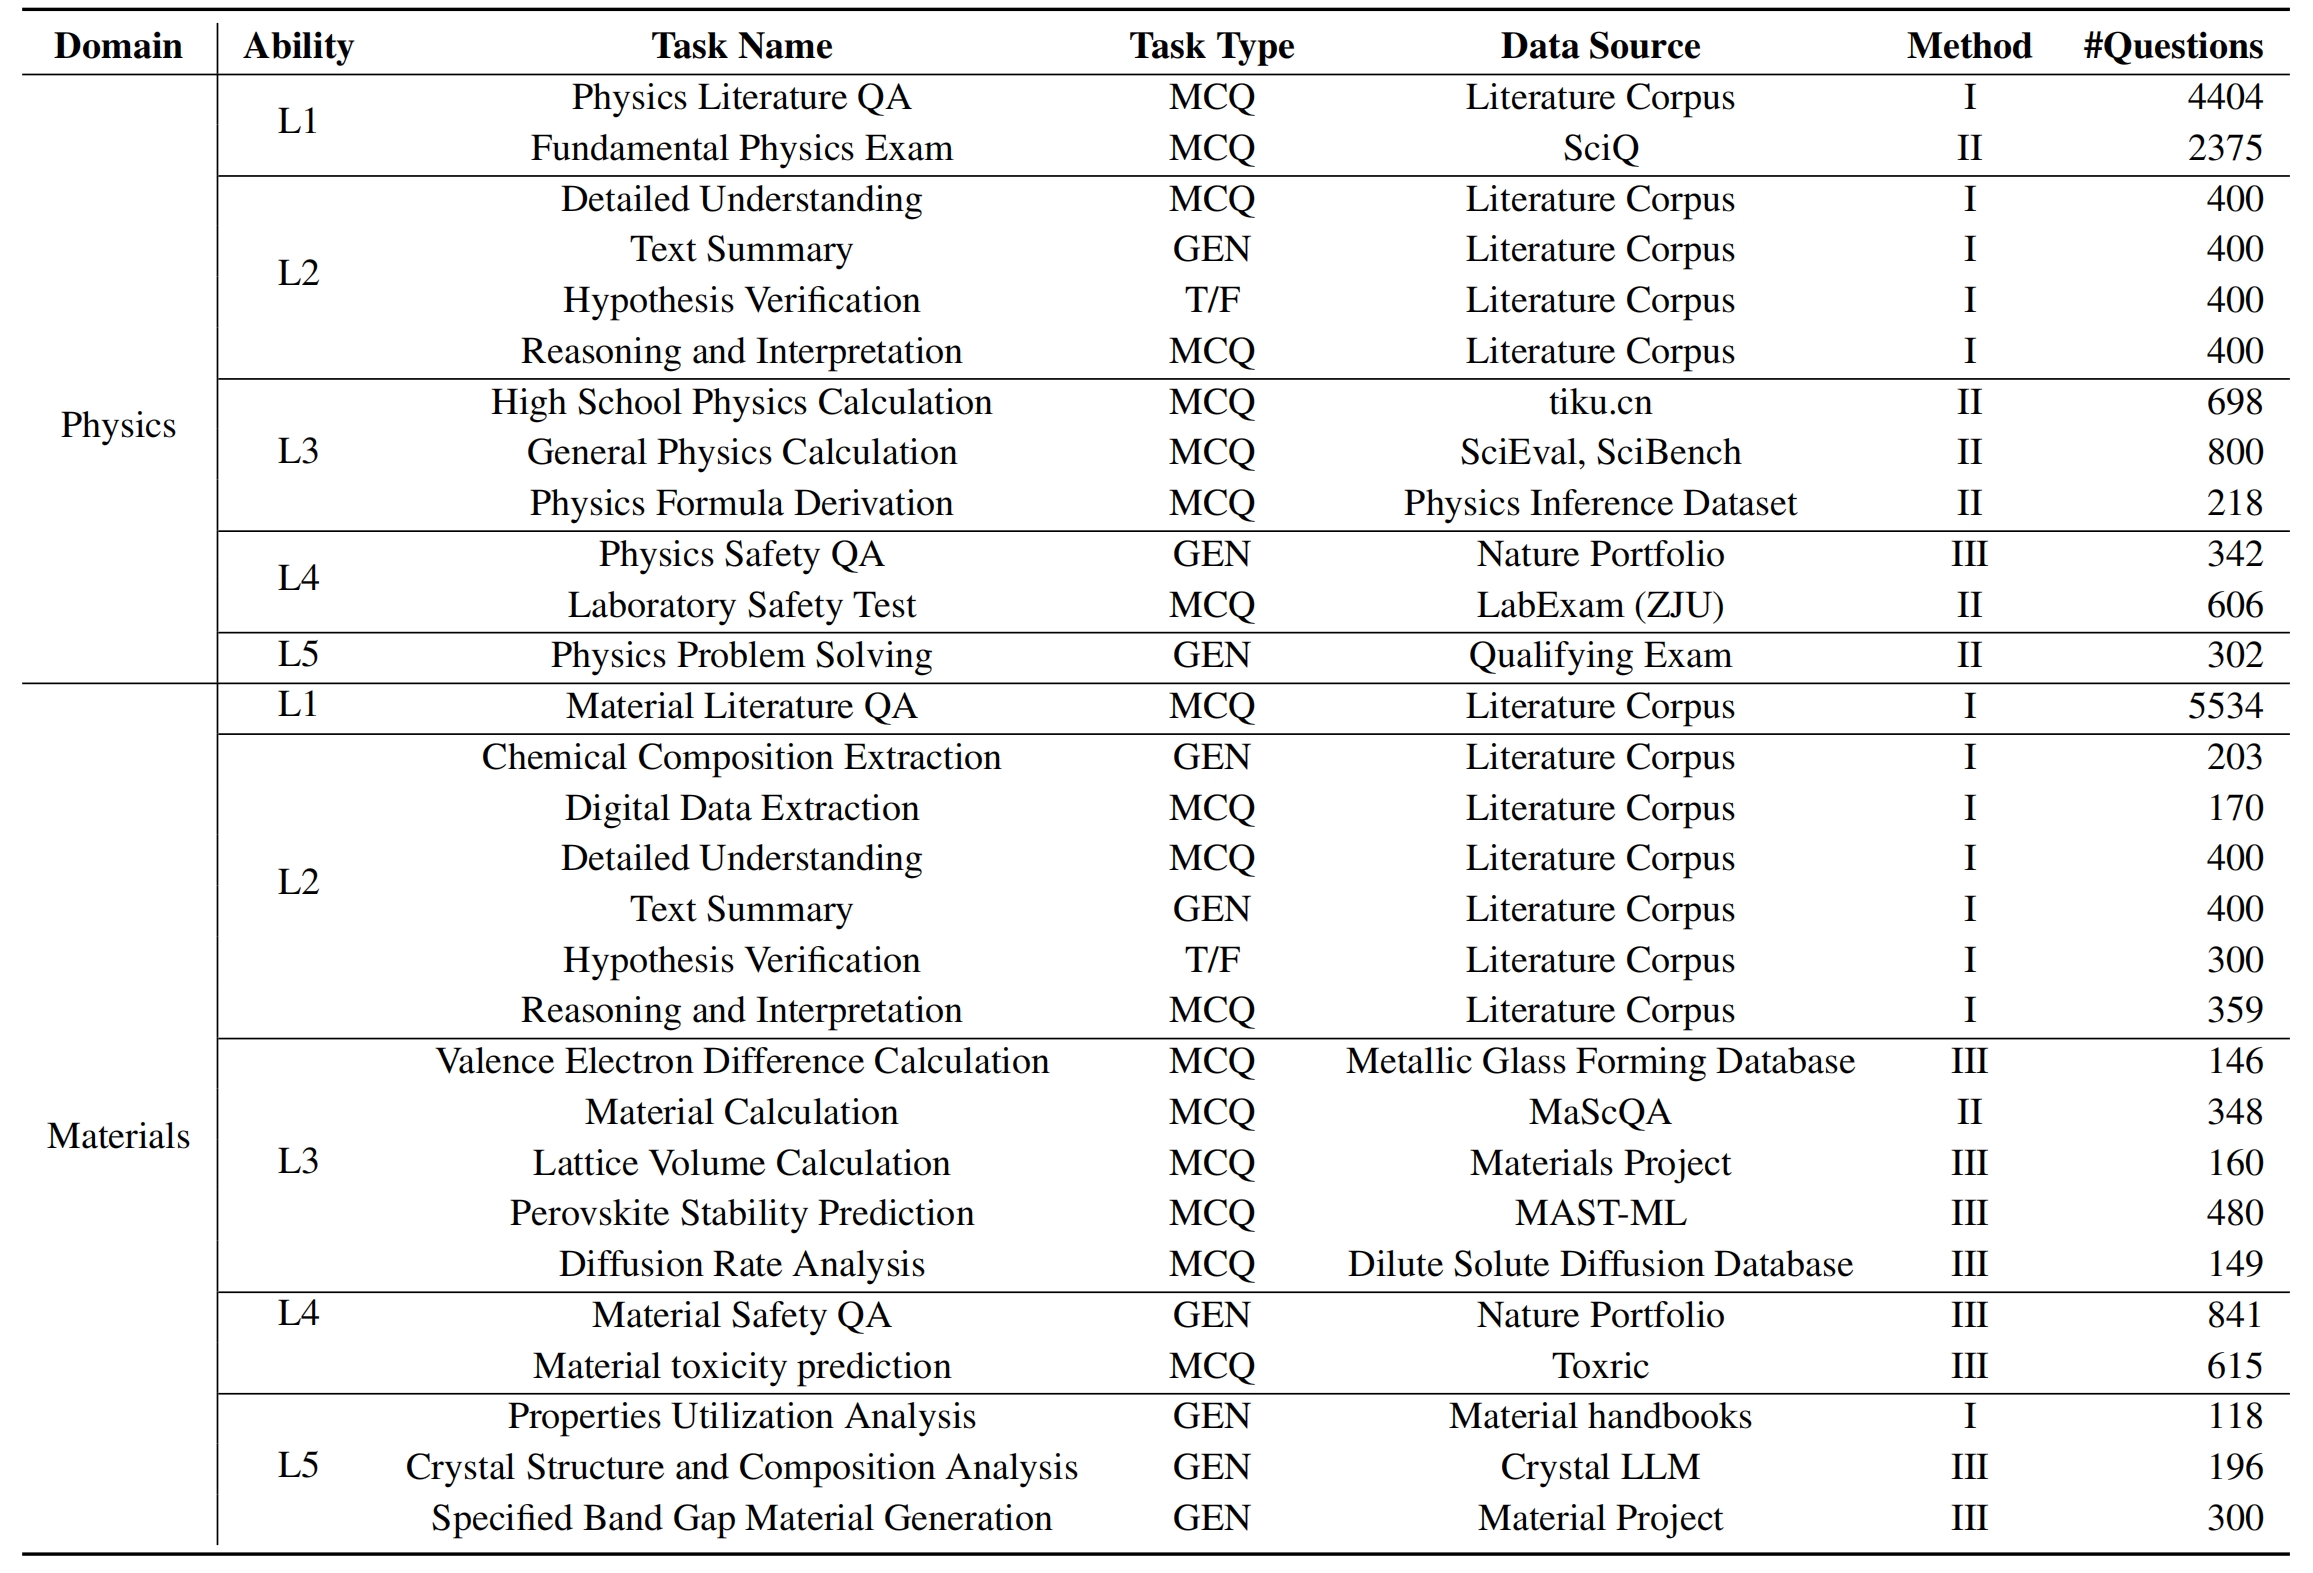 Domain Ability Task Name Task Type Data Source Method #Questions
Physics L1 Physics Literature QA MCQ Literature Corpus I 4404
Fundamental Physics Exam MCQ SciQ II 2375
L2 Detailed Understanding MCQ Literature Corpus I 400
Text Summary GEN Literature Corpus I 400
Hypothesis Verification T/F Literature Corpus I 400
Reasoning and Interpretation MCQ Literature Corpus I 400
L3 High School Physics Calculation MCQ tiku.cn II 698
General Physics Calculation MCQ SciEval, SciBench II 800
Physics Formula Derivation MCQ Physics Inference Dataset II 218
L4 Physics Safety QA GEN Nature Portfolio III 342
Laboratory Safety Test MCQ LabExam (ZJU) II 606
L5 Physics Problem Solving GEN Qualifying Exam II 302
Materials L1 Material Literature QA MCQ Literature Corpus I 5534
L2 Chemical Composition Extraction GEN Literature Corpus I 203
Digital Data Extraction MCQ Literature Corpus I 170
Detailed Understanding MCQ Literature Corpus I 400
Text Summary GEN Literature Corpus I 400
Hypothesis Verification T/F Literature Corpus I 300
Reasoning and Interpretation MCQ Literature Corpus I 359
L3 Valence Electron Difference Calculation MCQ Metallic Glass Forming Database III 146
Material Calculation MCQ MaScQA II 348
Lattice Volume Calculation MCQ Materials Project III 160
Perovskite Stability Prediction MCQ MAST-ML III 480
Diffusion Rate Analysis MCQ Dilute Solute Diffusion Database III 149
L4 Material Safety QA GEN Nature Portfolio III 841
Material toxicity prediction MCQ Toxric III 615
L5 Properties Utilization Analysis GEN Material handbooks I 118
Crystal Structure and Composition Analysis GEN Crystal LLM III 196
Specified Band Gap Material Generation GEN Material Project III 300